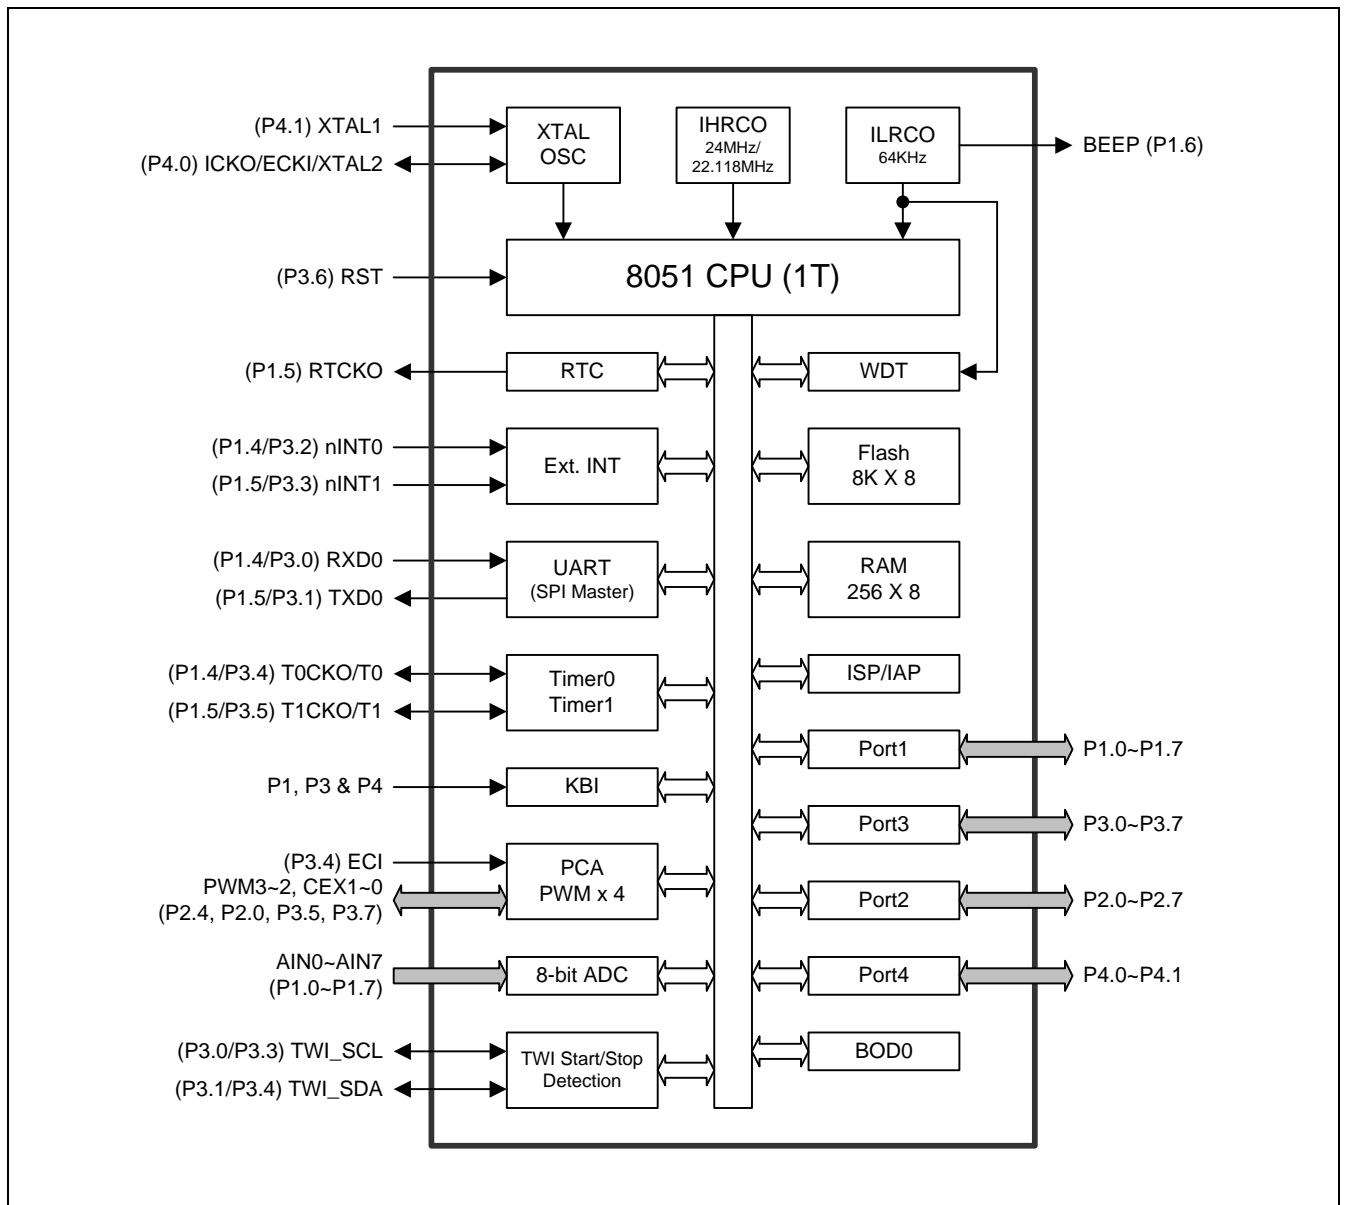 (P4.1) XTAL1
(P4.0) ICKO/ECKI/XTAL2
XTAL
OSC
IHRCO
24MHz/
22.118MHz
ILRCO
64KHz
BEEP (P1.6)
(P3.6) RST
8051 CPU (1T)
(P1.5) RTCKO
RTC
WDT
(P1.4/P3.2) nINT0
(P1.5/P3.3) nINT1
Ext. INT
Flash
8K X 8
(P1.4/P3.0) RXD0
(P1.5/P3.1) TXD0
UART
(SPI Master)
RAM
256 X 8
(P1.4/P3.4) T0CKO/T0
(P1.5/P3.5) T1CKO/T1
Timer0
Timer1
ISP/IAP
Port1
P1.0~P1.7
P1, P3 & P4
KBI
Port3
P3.0~P3.7
(P3.4) ECI
PWM3~2, CEX1~0
(P2.4, P2.0, P3.5, P3.7)
PCA
PWM x 4
Port2
P2.0~P2.7
AIN0~AIN7
(P1.0~P1.7)
8-bit ADC
Port4
P4.0~P4.1
(P3.0/P3.3) TWI_SCL
(P3.1/P3.4) TWI_SDA
TWI Start/Stop
Detection
BOD0